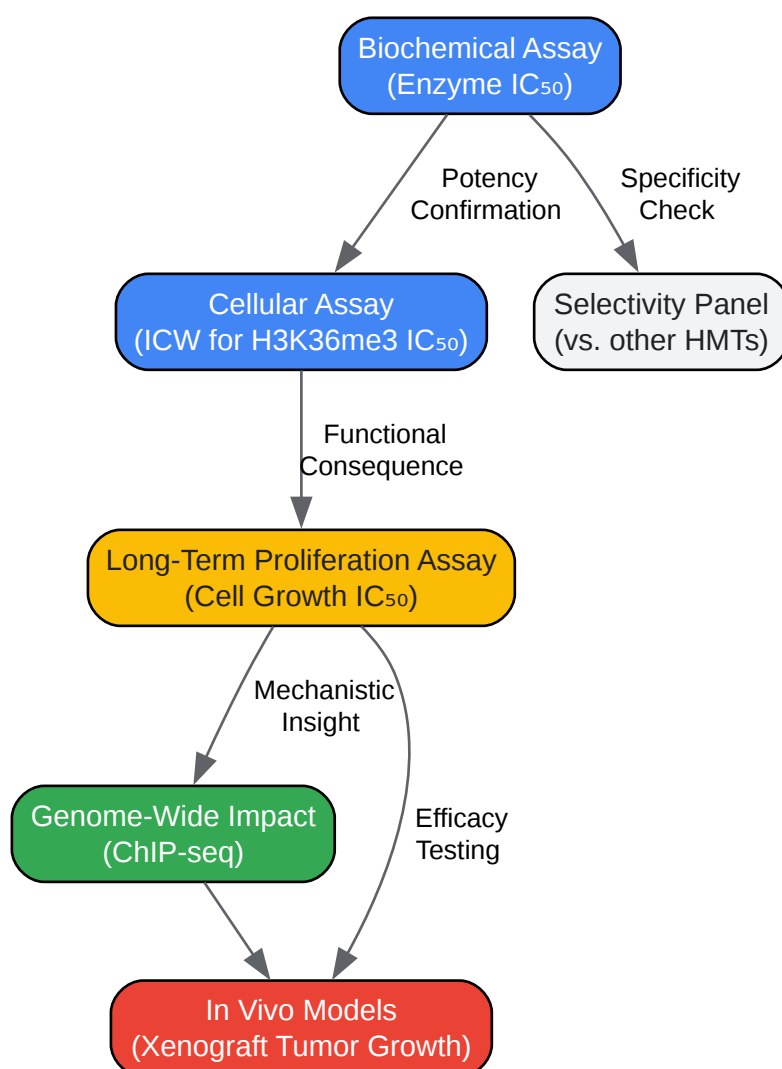 Biochemical Assay
(Enzyme IC₅₀)
Potency
Confirmation
Specificity
Check
Cellular Assay
(ICW for H3K36me3 IC₅₀)
Selectivity Panel
(vs. other HMTs)
Functional
Consequence
Long-Term Proliferation Assay
(Cell Growth IC₅₀)
Mechanistic
Insight
Genome-Wide Impact
(ChIP-seq)
Efficacy
Testing
In Vivo Models
(Xenograft Tumor Growth)